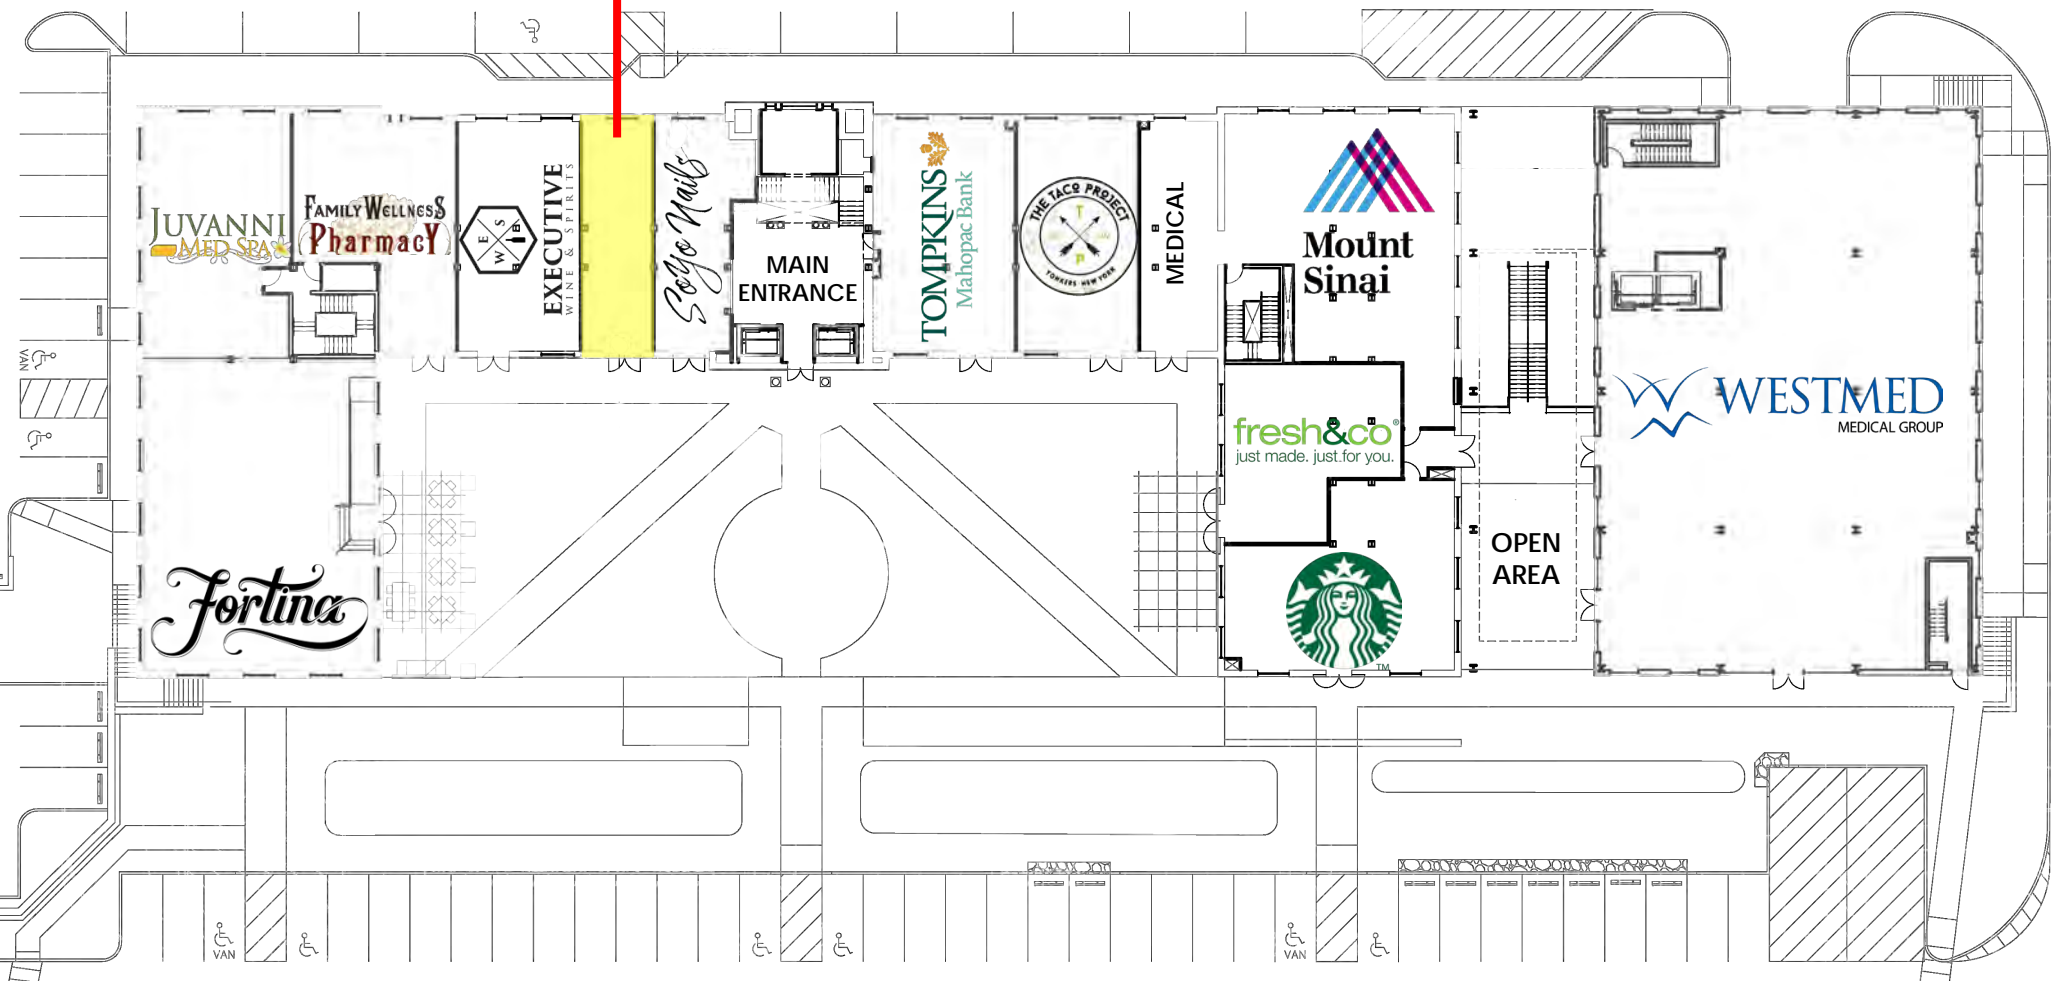 JUVANNI
MED SPA
FAMILY WELLNESS
PharmacY
W E S
EXECUTIVE
WINE & SPIRITS
SoYo Nails
MAIN
ENTRANCE
TOMPKINS
Mahopac Bank
THE TACO PROJECT
T
P
YONKERS - NEW YORK
MEDICAL
Mount
Sinai
fresh&co®
just made. just for you.
WESTMED
MEDICAL GROUP
OPEN
AREA
Fortina
TM
VAN
VAN
VAN